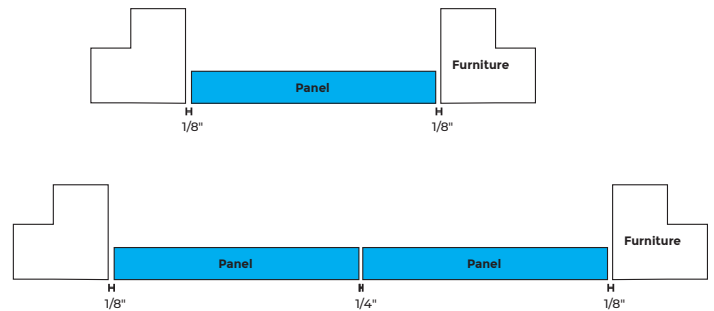 Furniture
Panel
1/8" 1/8"
Furniture
Panel Panel
1/8" 1/4" 1/8"